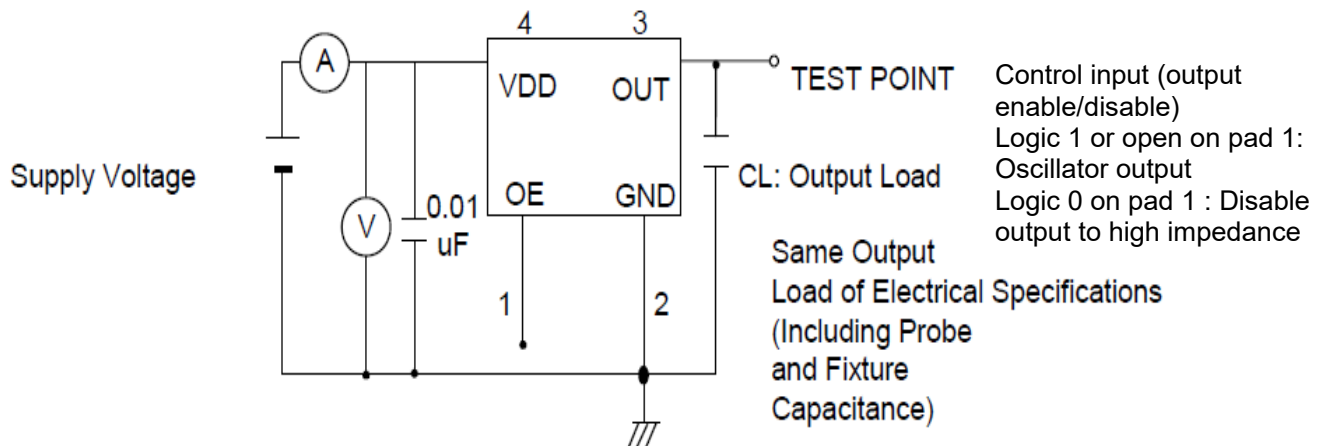 4
3
A
VDD
OUT
TEST POINT
Control input (output
enable/disable)
Logic 1 or open on pad 1:
Oscillator output
Logic 0 on pad 1 : Disable
output to high impedance
Supply Voltage
V
0.01
uF
OE
GND
CL: Output Load
1
2
Same Output
Load of Electrical Specifications
(Including Probe
and Fixture
Capacitance)